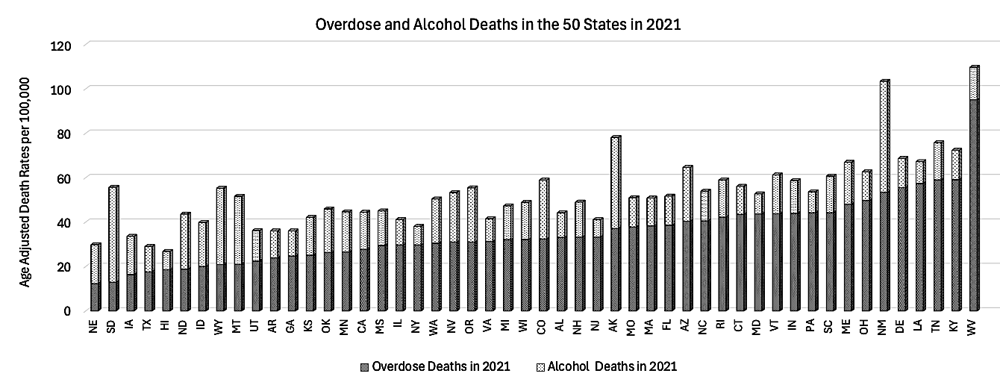 Overdose and Alcohol Deaths in the 50 States in 2021
Age Adjusted Death Rates per 100,000
120
100
80
60
40
20
0
NE SD IA TX HI ND ID WY MT UT AR GA KS OK MN CA MS IL NY WA NV OR VA MI WI CO AL NH NJ AK MO MA FL AZ NC RI CT MD VT IN PA SC ME OH NM DE LA TN KY WV
Overdose Deaths in 2021 Alcohol Deaths in 2021